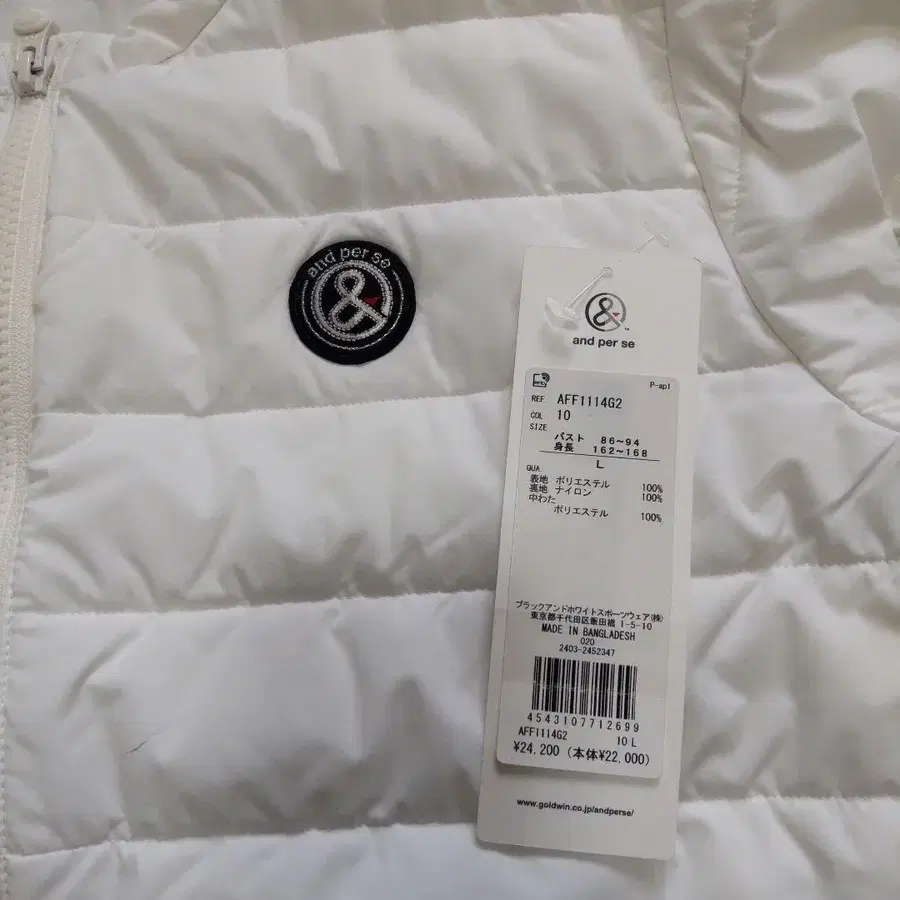 and per se
&
&
and per se
P-apl
REF AFF1114G2
COL 10
SIZE
バスト 86~94
身長 162~168
L
QUA.
表地 ポリエステル 100%
裏地 ナイロン 100%
中わた
ポリエステル 100%
ブラックアンドホワイトスポーツウェア(株)
東京都千代田区飯田橋 1-5-10
MADE IN BANGLADESH
020
2403-2452347
4543107712699
AFF1114G2 10 L
¥24,200 (本体¥22,000)
www.goldwin.co.jp/andperse/